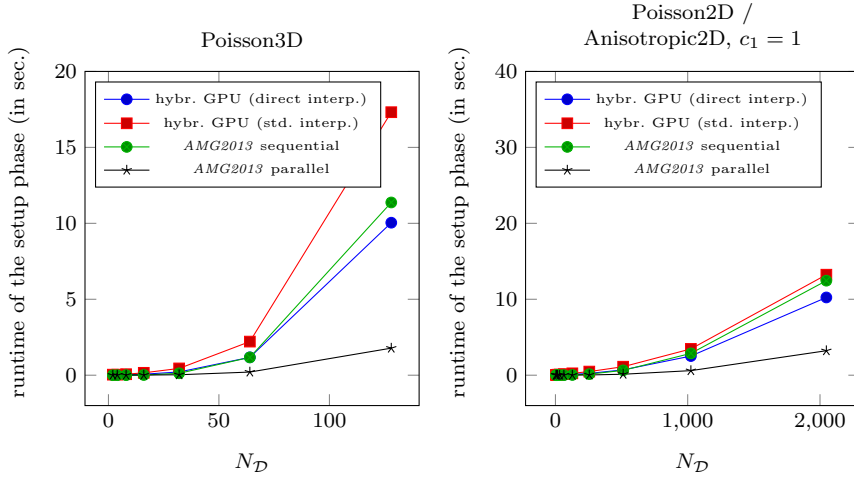 Poisson3D
runtime of the setup phase (in sec.)
20
15
10
5
0
0
50
100
N_𝒟
hybr. GPU (direct interp.)
hybr. GPU (std. interp.)
AMG2013 sequential
AMG2013 parallel
Poisson2D /
Anisotropic2D, c₁ = 1
runtime of the setup phase (in sec.)
40
30
20
10
0
0
1,000
2,000
N_𝒟
hybr. GPU (direct interp.)
hybr. GPU (std. interp.)
AMG2013 sequential
AMG2013 parallel